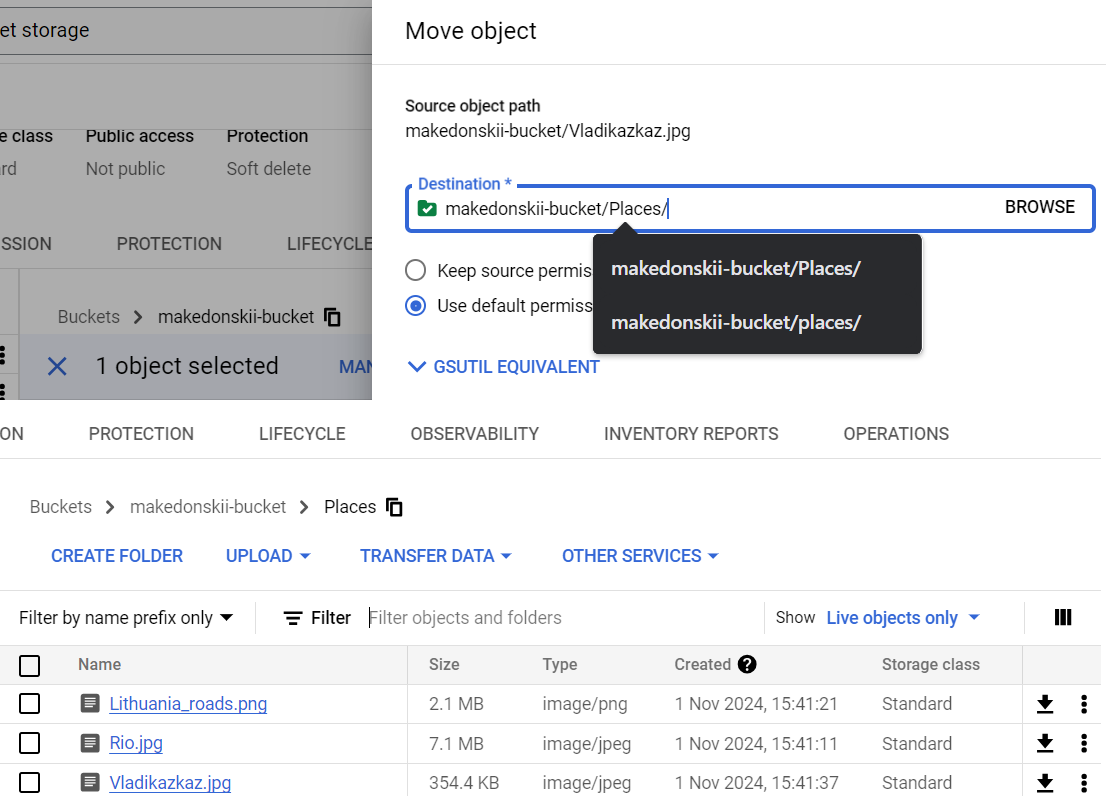 et storage
Move object
Source object path
makedonskii-bucket/Vladikazkaz.jpg
e class Public access Protection
rd Not public Soft delete
Destination *
makedonskii-bucket/Places/ BROWSE
SSION PROTECTION LIFECYCLE
Keep source permis
Use default permiss
makedonskii-bucket/Places/
makedonskii-bucket/places/
Buckets > makedonskii-bucket
1 object selected MAN
GSUTIL EQUIVALENT
ON PROTECTION LIFECYCLE OBSERVABILITY INVENTORY REPORTS OPERATIONS
Buckets > makedonskii-bucket > Places
CREATE FOLDER UPLOAD TRANSFER DATA OTHER SERVICES
Filter by name prefix only Filter Filter objects and folders Show Live objects only
Name Size Type Created ? Storage class
Lithuania_roads.png 2.1 MB image/png 1 Nov 2024, 15:41:21 Standard
Rio.jpg 7.1 MB image/jpeg 1 Nov 2024, 15:41:11 Standard
Vladikazkaz.jpg 354.4 KB image/jpeg 1 Nov 2024, 15:41:37 Standard